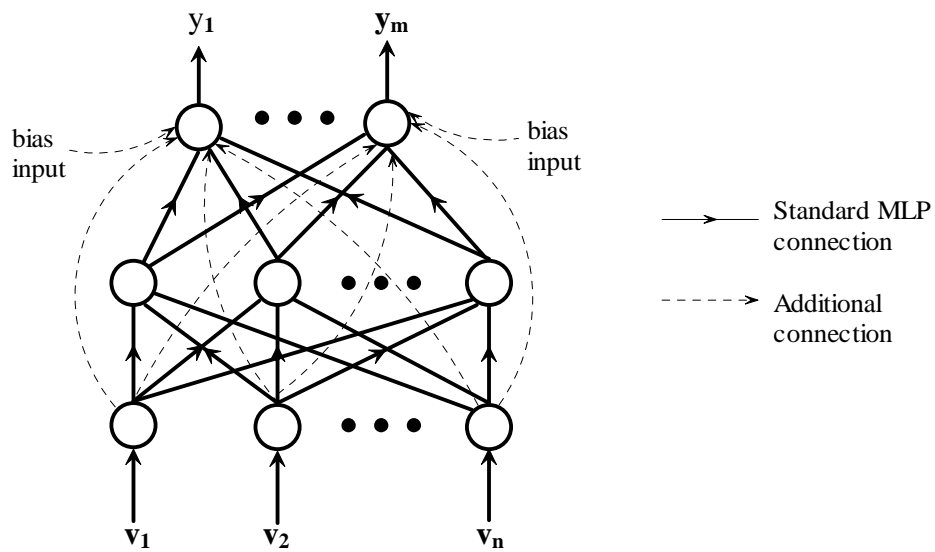 y1
ym
bias
input
bias
input
Standard MLP
connection
Additional
connection
v1
v2
vn